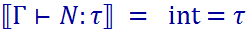 ⟦Γ ⊢ N: τ⟧ = int = τ